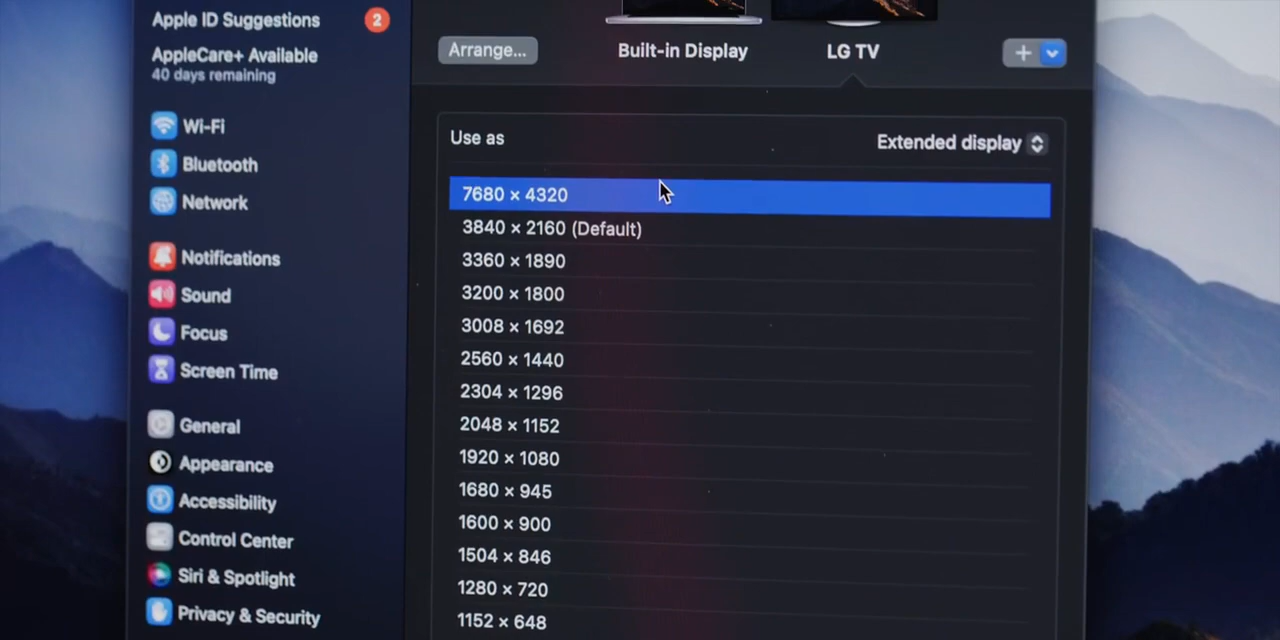 Apple ID Suggestions 2
AppleCare+ Available
40 days remaining
Wi-Fi
Bluetooth
Network
Notifications
Sound
Focus
Screen Time
General
Appearance
Accessibility
Control Center
Siri & Spotlight
Privacy & Security
Arrange...
Built-in Display
LG TV
Use as
Extended display
7680 × 4320
3840 × 2160 (Default)
3360 × 1890
3200 × 1800
3008 × 1692
2560 × 1440
2304 × 1296
2048 × 1152
1920 × 1080
1680 × 945
1600 × 900
1504 × 846
1280 × 720
1152 × 648